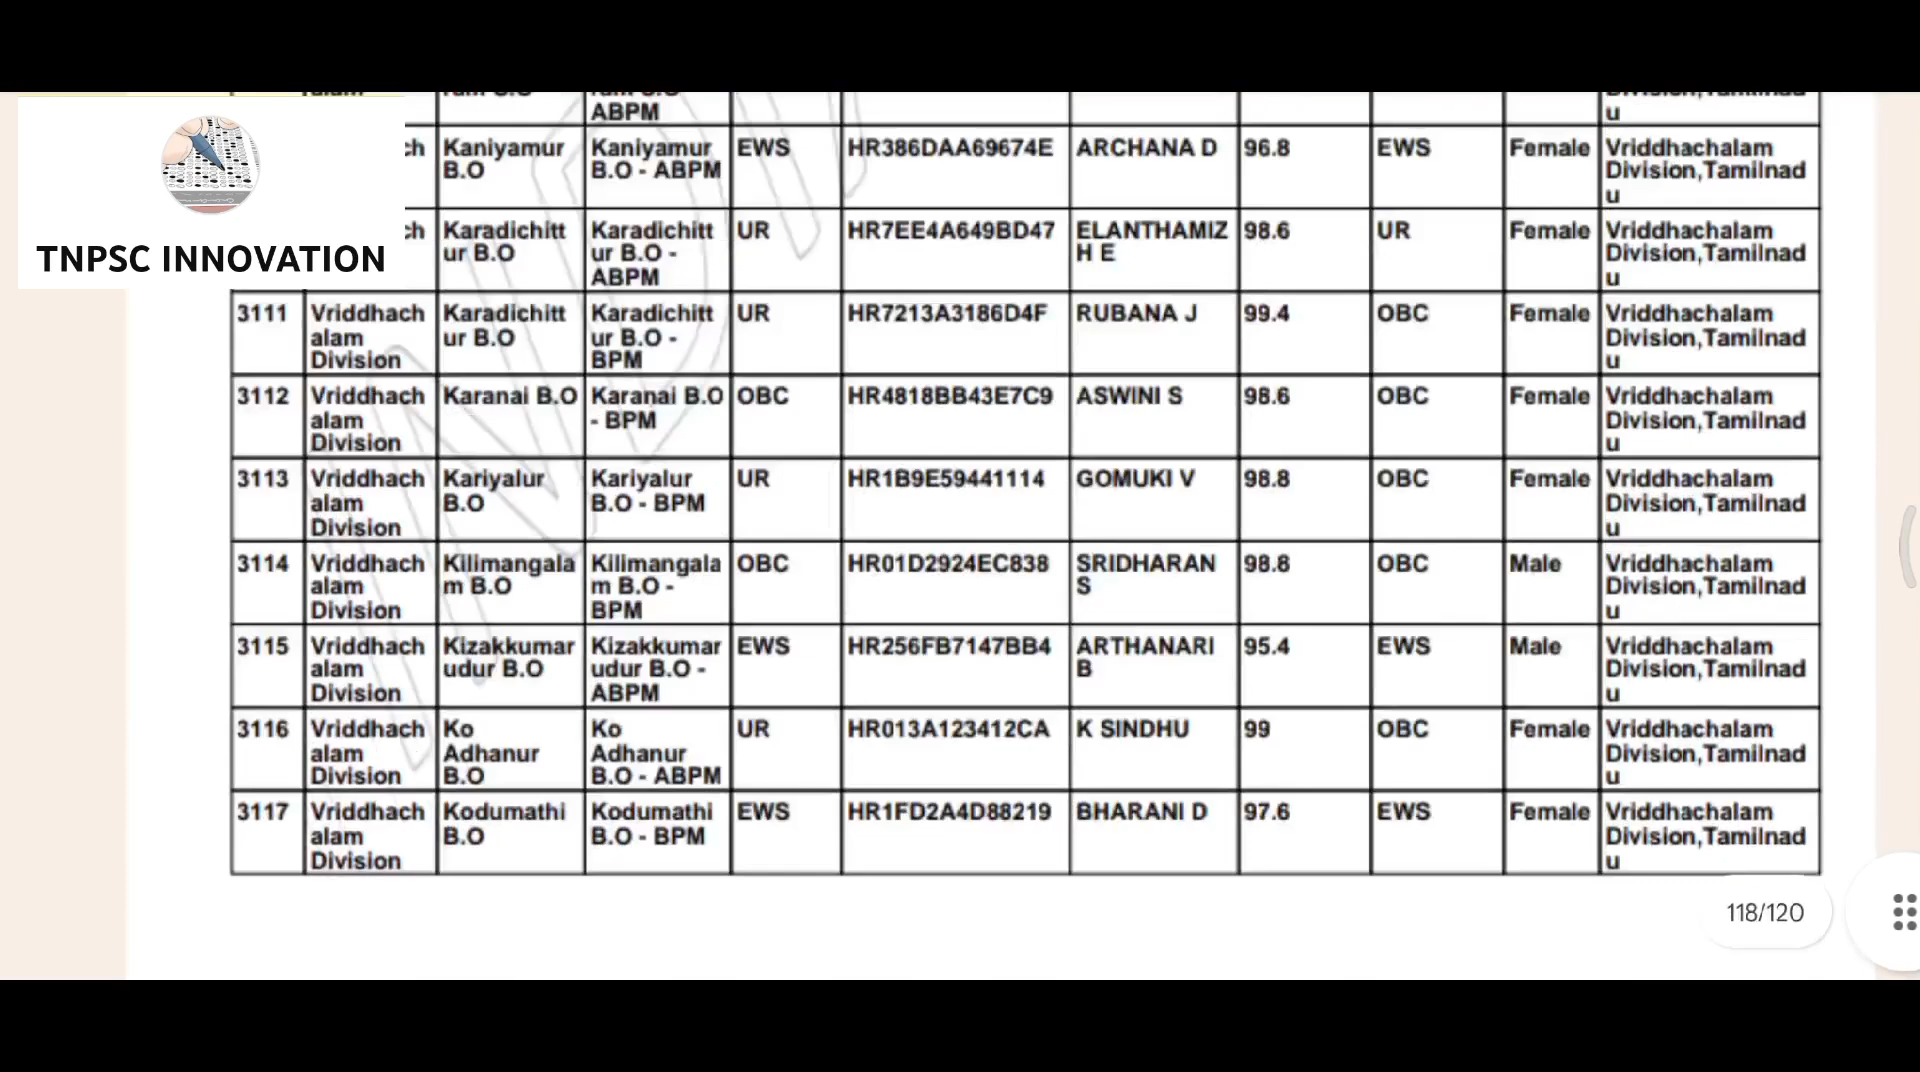 ABPM
u
ch Kaniyamur Kaniyamur EWS HR386DAA69674E ARCHANA D 96.8 EWS Female Vriddhachalam
B.O B.O - ABPM Division,Tamilnad
u
TNPSC INNOVATION
ch Karadichitt Karadichitt UR HR7EE4A649BD47 ELANTHAMIZ 98.6 UR Female Vriddhachalam
ur B.O ur B.O - H E Division,Tamilnad
ABPM u
3111 Vriddhach Karadichitt Karadichitt UR HR7213A3186D4F RUBANA J 99.4 OBC Female Vriddhachalam
alam ur B.O ur B.O - Division,Tamilnad
Division BPM u
3112 Vriddhach Karanai B.O Karanai B.O OBC HR4818BB43E7C9 ASWINI S 98.6 OBC Female Vriddhachalam
alam - BPM Division,Tamilnad
Division u
3113 Vriddhach Kariyalur Kariyalur UR HR1B9E59441114 GOMUKI V 98.8 OBC Female Vriddhachalam
alam B.O B.O - BPM Division,Tamilnad
Division u
3114 Vriddhach Kilimangala Kilimangala OBC HR01D2924EC838 SRIDHARAN 98.8 OBC Male Vriddhachalam
alam m B.O m B.O - S Division,Tamilnad
Division BPM u
3115 Vriddhach Kizakkumar Kizakkumar EWS HR256FB7147BB4 ARTHANARI 95.4 EWS Male Vriddhachalam
alam udur B.O udur B.O - B Division,Tamilnad
Division ABPM u
3116 Vriddhach Ko Ko UR HR013A123412CA K SINDHU 99 OBC Female Vriddhachalam
alam Adhanur Adhanur Division,Tamilnad
Division B.O B.O - ABPM u
3117 Vriddhach Kodumathi Kodumathi EWS HR1FD2A4D88219 BHARANI D 97.6 EWS Female Vriddhachalam
alam B.O B.O - BPM Division,Tamilnad
Division u
118/120